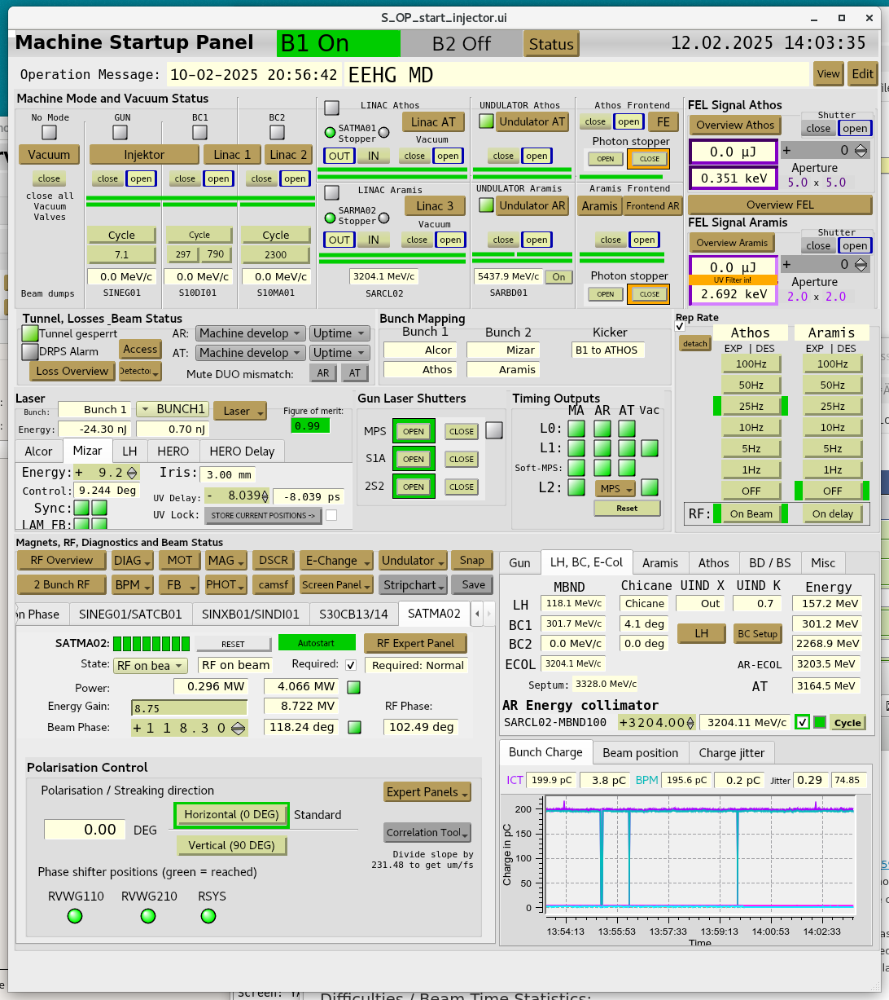 S_OP_start_injector.ui
Machine Startup Panel B1 On B2 Off Status 12.02.2025 14:03:35
Operation Message: 10-02-2025 20:56:42 EEHG MD View Edit
Machine Mode and Vacuum Status
No Mode GUN BC1 BC2
Vacuum Injektor Linac 1 Linac 2
close close open close open close open
close all
Vacuum
Valves
Cycle Cycle Cycle
7.1 297 790 2300
0.0 MeV/c 0.0 MeV/c 0.0 MeV/c
Beam dumps SINEG01 S10DI01 S10MA01
LINAC Athos
SATMA01
Stopper
Linac AT
Vacuum
OUT IN close open
LINAC Aramis
SARMA02
Stopper
Linac 3
Vacuum
OUT IN close open
3204.1 MeV/c
SARCL02
UNDULATOR Athos
Undulator AT
close open
UNDULATOR Aramis
Undulator AR
close open
5437.9 MeV/c On
SARBD01
Athos Frontend
close open FE
Photon stopper
OPEN CLOSE
Aramis Frontend
Aramis Frontend AR
close open
Photon stopper
OPEN CLOSE
FEL Signal Athos
Shutter
Overview Athos close open
0.0 µJ + 0
Aperture
0.351 keV 5.0 x 5.0
Overview FEL
FEL Signal Aramis
Shutter
Overview Aramis close open
0.0 µJ + 0
UV Filter in!
Aperture
2.692 keV 2.0 x 2.0
Tunnel, Losses _Beam Status
Tunnel gesperrt AR: Machine develop Uptime
DRPS Alarm Access AT: Machine develop Uptime
Loss Overview Detector Mute DUO mismatch: AR AT
Bunch Mapping
Bunch 1 Bunch 2 Kicker
Alcor Mizar B1 to ATHOS
Athos Aramis
Rep Rate
detach
Athos Aramis
EXP | DES EXP | DES
100Hz 100Hz
50Hz 50Hz
25Hz 25Hz
10Hz 10Hz
5Hz 5Hz
1Hz 1Hz
OFF OFF
RF: On Beam On delay
Laser
Bunch: Bunch 1 BUNCH1 Laser Figure of merit:
Energy: -24.30 nJ 0.70 nJ 0.99
Alcor Mizar LH HERO HERO Delay
Energy: + 9.2 Iris: 3.00 mm
Control: 9.244 Deg UV Delay: - 8.039 -8.039 ps
Sync: UV Lock: STORE CURRENT POSITIONS ->
LAM FB:
Gun Laser Shutters
MPS OPEN CLOSE
S1A OPEN CLOSE
2S2 OPEN CLOSE
Timing Outputs
MA AR AT Vac
L0:
L1:
Soft-MPS:
L2: MPS
Reset
Magnets, RF, Diagnostics and Beam Status
RF Overview DIAG MOT MAG DSCR E-Change Undulator Snap
2 Bunch RF BPM FB PHOT camsf Screen Panel Stripchart Save
n Phase SINEG01/SATCB01 SINXB01/SINDI01 S30CB13/14 SATMA02
SATMA02: RESET Autostart RF Expert Panel
State: RF on bea RF on beam Required: Required: Normal
Power: 0.296 MW 4.066 MW
Energy Gain: 8.75 8.722 MV RF Phase:
Beam Phase: +118.30 118.24 deg 102.49 deg
Polarisation Control
Polarisation / Streaking direction Expert Panels
0.00 DEG Horizontal (0 DEG) Standard
Vertical (90 DEG) Correlation Tool
Divide slope by
231.48 to get um/fs
Phase shifter positions (green = reached)
RVWG110 RVWG210 RSYS
Gun LH, BC, E-Col Aramis Athos BD / BS Misc
MBND Chicane UIND X UIND K Energy
LH 118.1 MeV/c Chicane Out 0.7 157.2 MeV
BC1 301.7 MeV/c 4.1 deg LH BC Setup 301.2 MeV
BC2 0.0 MeV/c 0.0 deg 2268.9 MeV
ECOL 3204.1 MeV/c AR-ECOL 3203.5 MeV
Septum: 3328.0 MeV/c AT 3164.5 MeV
AR Energy collimator
SARCL02-MBND100 +3204.00 3204.11 MeV/c Cycle
Bunch Charge Beam position Charge jitter
ICT 199.9 pC 3.8 pC BPM 195.6 pC 0.2 pC Jitter 0.29 74.85
Charge in pC
200
150
100
50
0
13:54:13 13:55:53 13:57:33 13:59:13 14:00:53 14:02:33
Time
Difficulties / Beam Time Statistics: